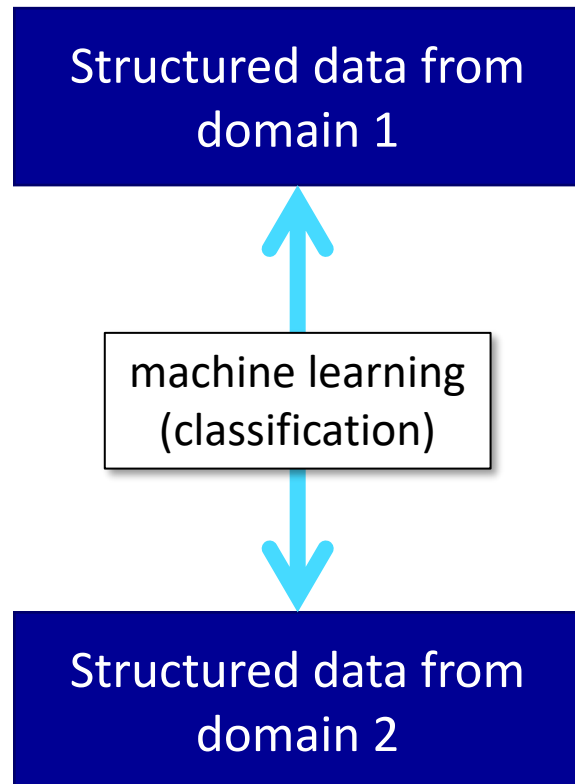 Structured data from
domain 1
machine learning
(classification)
Structured data from
domain 2